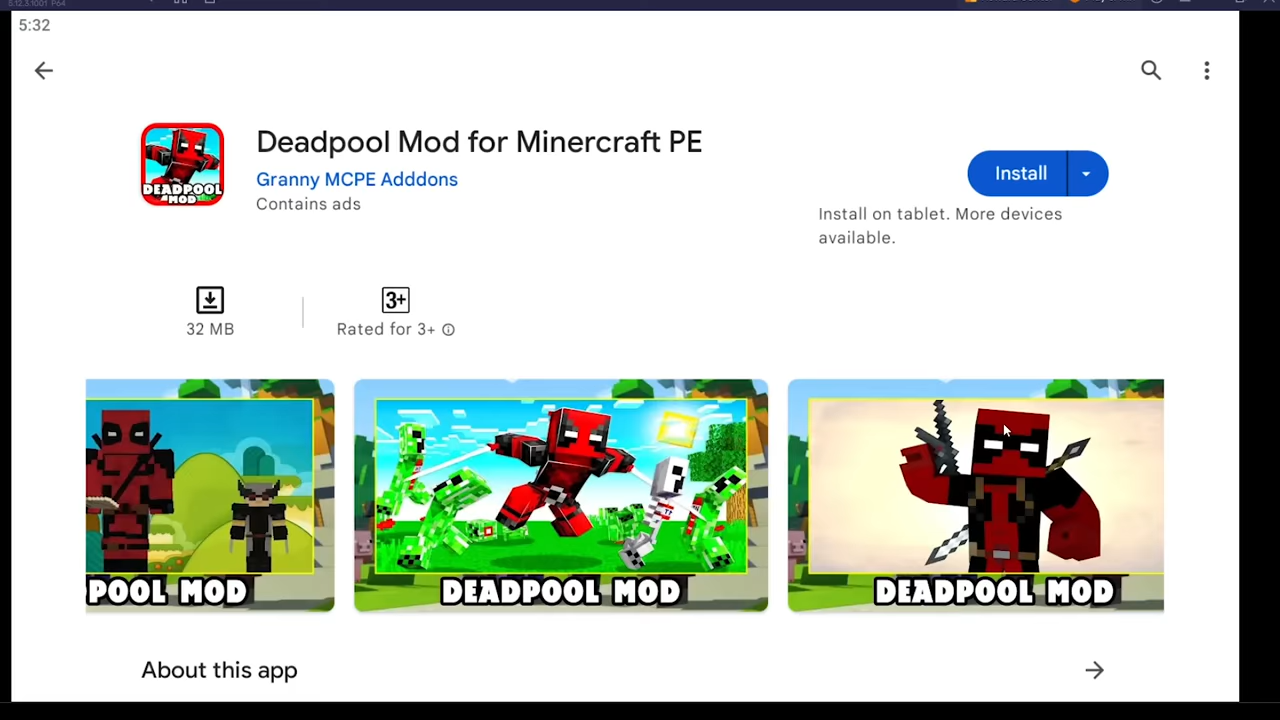 5:32
Deadpool Mod for Minercraft PE
Granny MCPE Adddons
Contains ads
DEADPOOL
MOD
Install
Install on tablet. More devices
available.
3+
32 MB
Rated for 3+
POOL MOD
DEADPOOL MOD
DEADPOOL MOD
About this app